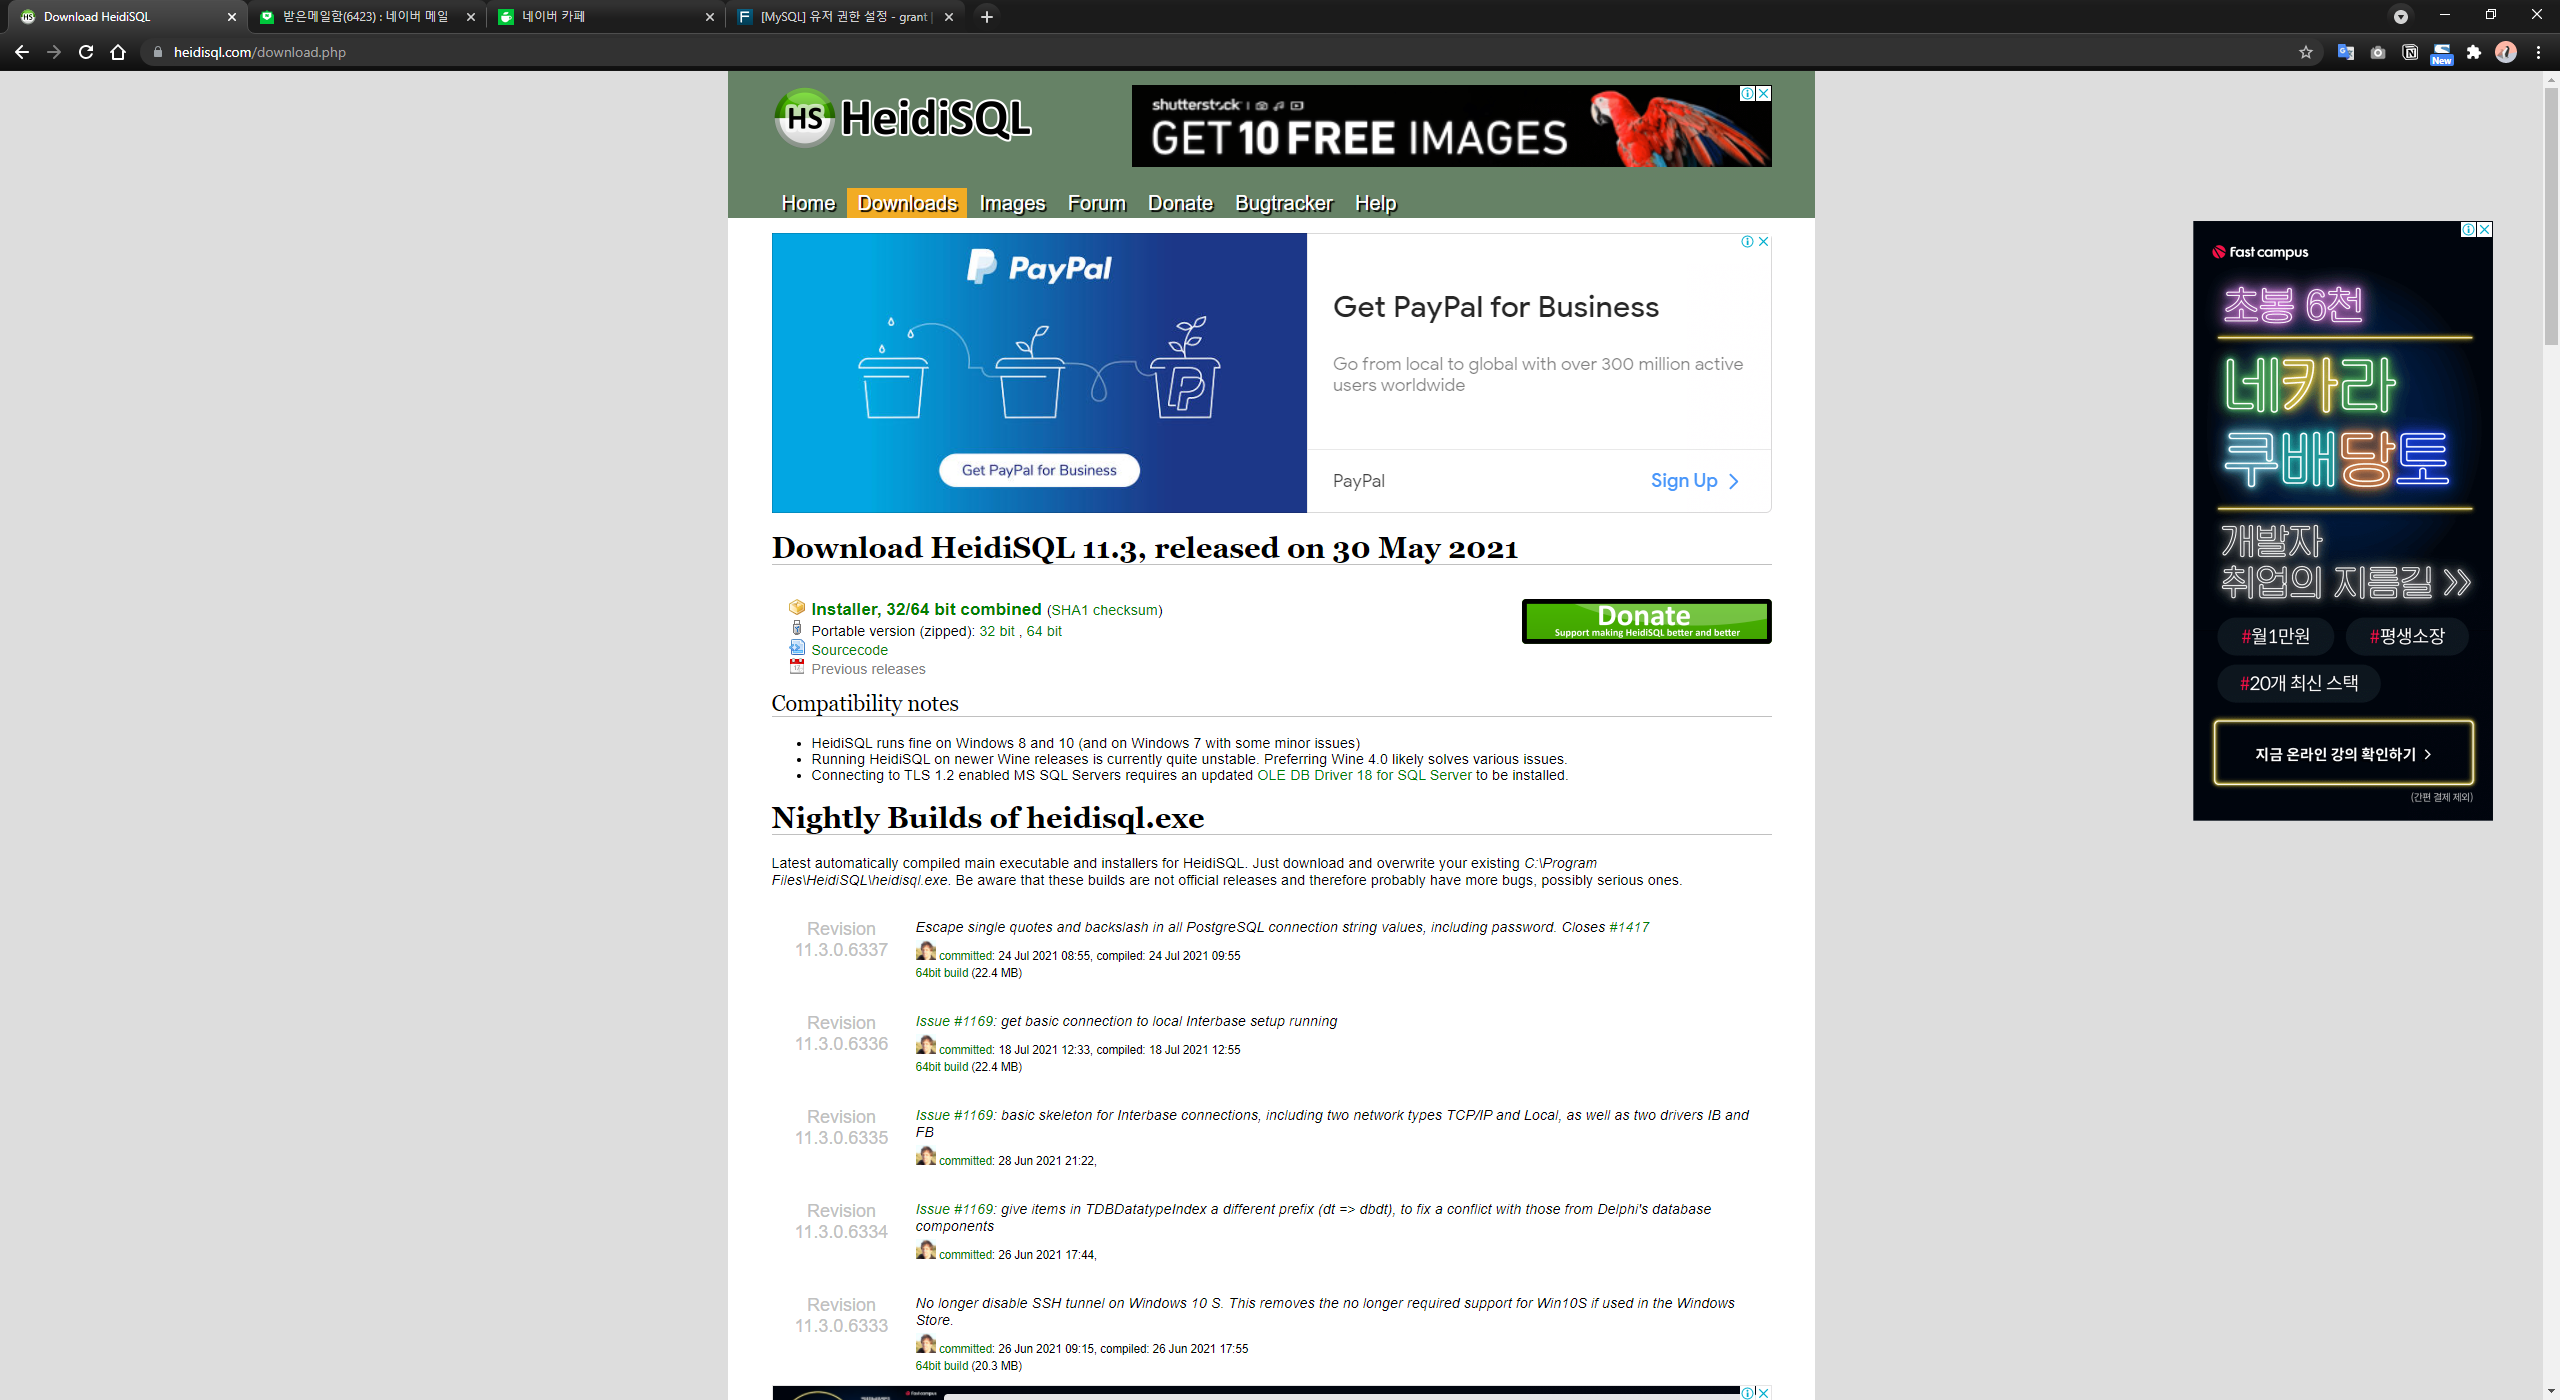 Download HeidiSQL
받은메일함(6423) : 네이버 메일
네이버 카페
[MySQL] 유저 권한 설정 - grant |
heidisql.com/download.php
New
HS HeidiSQL
shutterstock
GET 10 FREE IMAGES
Home Downloads Images Forum Donate Bugtracker Help
PayPal
Get PayPal for Business
Get PayPal for Business
Go from local to global with over 300 million active
users worldwide
PayPal
Sign Up
Fast campus
초봉 6천
네카라
쿠배당토
개발자
취업의 지름길 >>
#월1만원 #평생소장
#20개 최신 스택
지금 온라인 강의 확인하기 >
(간편 결제 제외)
Download HeidiSQL 11.3, released on 30 May 2021
Installer, 32/64 bit combined (SHA1 checksum)
Portable version (zipped): 32 bit , 64 bit
Sourcecode
Previous releases
Donate
Support making HeidiSQL better and better
Compatibility notes
• HeidiSQL runs fine on Windows 8 and 10 (and on Windows 7 with some minor issues)
• Running HeidiSQL on newer Wine releases is currently quite unstable. Preferring Wine 4.0 likely solves various issues.
• Connecting to TLS 1.2 enabled MS SQL Servers requires an updated OLE DB Driver 18 for SQL Server to be installed.
Nightly Builds of heidisql.exe
Latest automatically compiled main executable and installers for HeidiSQL. Just download and overwrite your existing C:\Program
Files\HeidiSQL\heidisql.exe. Be aware that these builds are not official releases and therefore probably have more bugs, possibly serious ones.
Revision
11.3.0.6337
Escape single quotes and backslash in all PostgreSQL connection string values, including password. Closes #1417
committed: 24 Jul 2021 08:55, compiled: 24 Jul 2021 09:55
64bit build (22.4 MB)
Revision
11.3.0.6336
Issue #1169: get basic connection to local Interbase setup running
committed: 18 Jul 2021 12:33, compiled: 18 Jul 2021 12:55
64bit build (22.4 MB)
Revision
11.3.0.6335
Issue #1169: basic skeleton for Interbase connections, including two network types TCP/IP and Local, as well as two drivers IB and
FB
committed: 28 Jun 2021 21:22,
Revision
11.3.0.6334
Issue #1169: give items in TDBDatatypeIndex a different prefix (dt => dbdt), to fix a conflict with those from Delphi's database
components
committed: 26 Jun 2021 17:44,
Revision
11.3.0.6333
No longer disable SSH tunnel on Windows 10 S. This removes the no longer required support for Win10S if used in the Windows
Store.
committed: 26 Jun 2021 09:15, compiled: 26 Jun 2021 17:55
64bit build (20.3 MB)